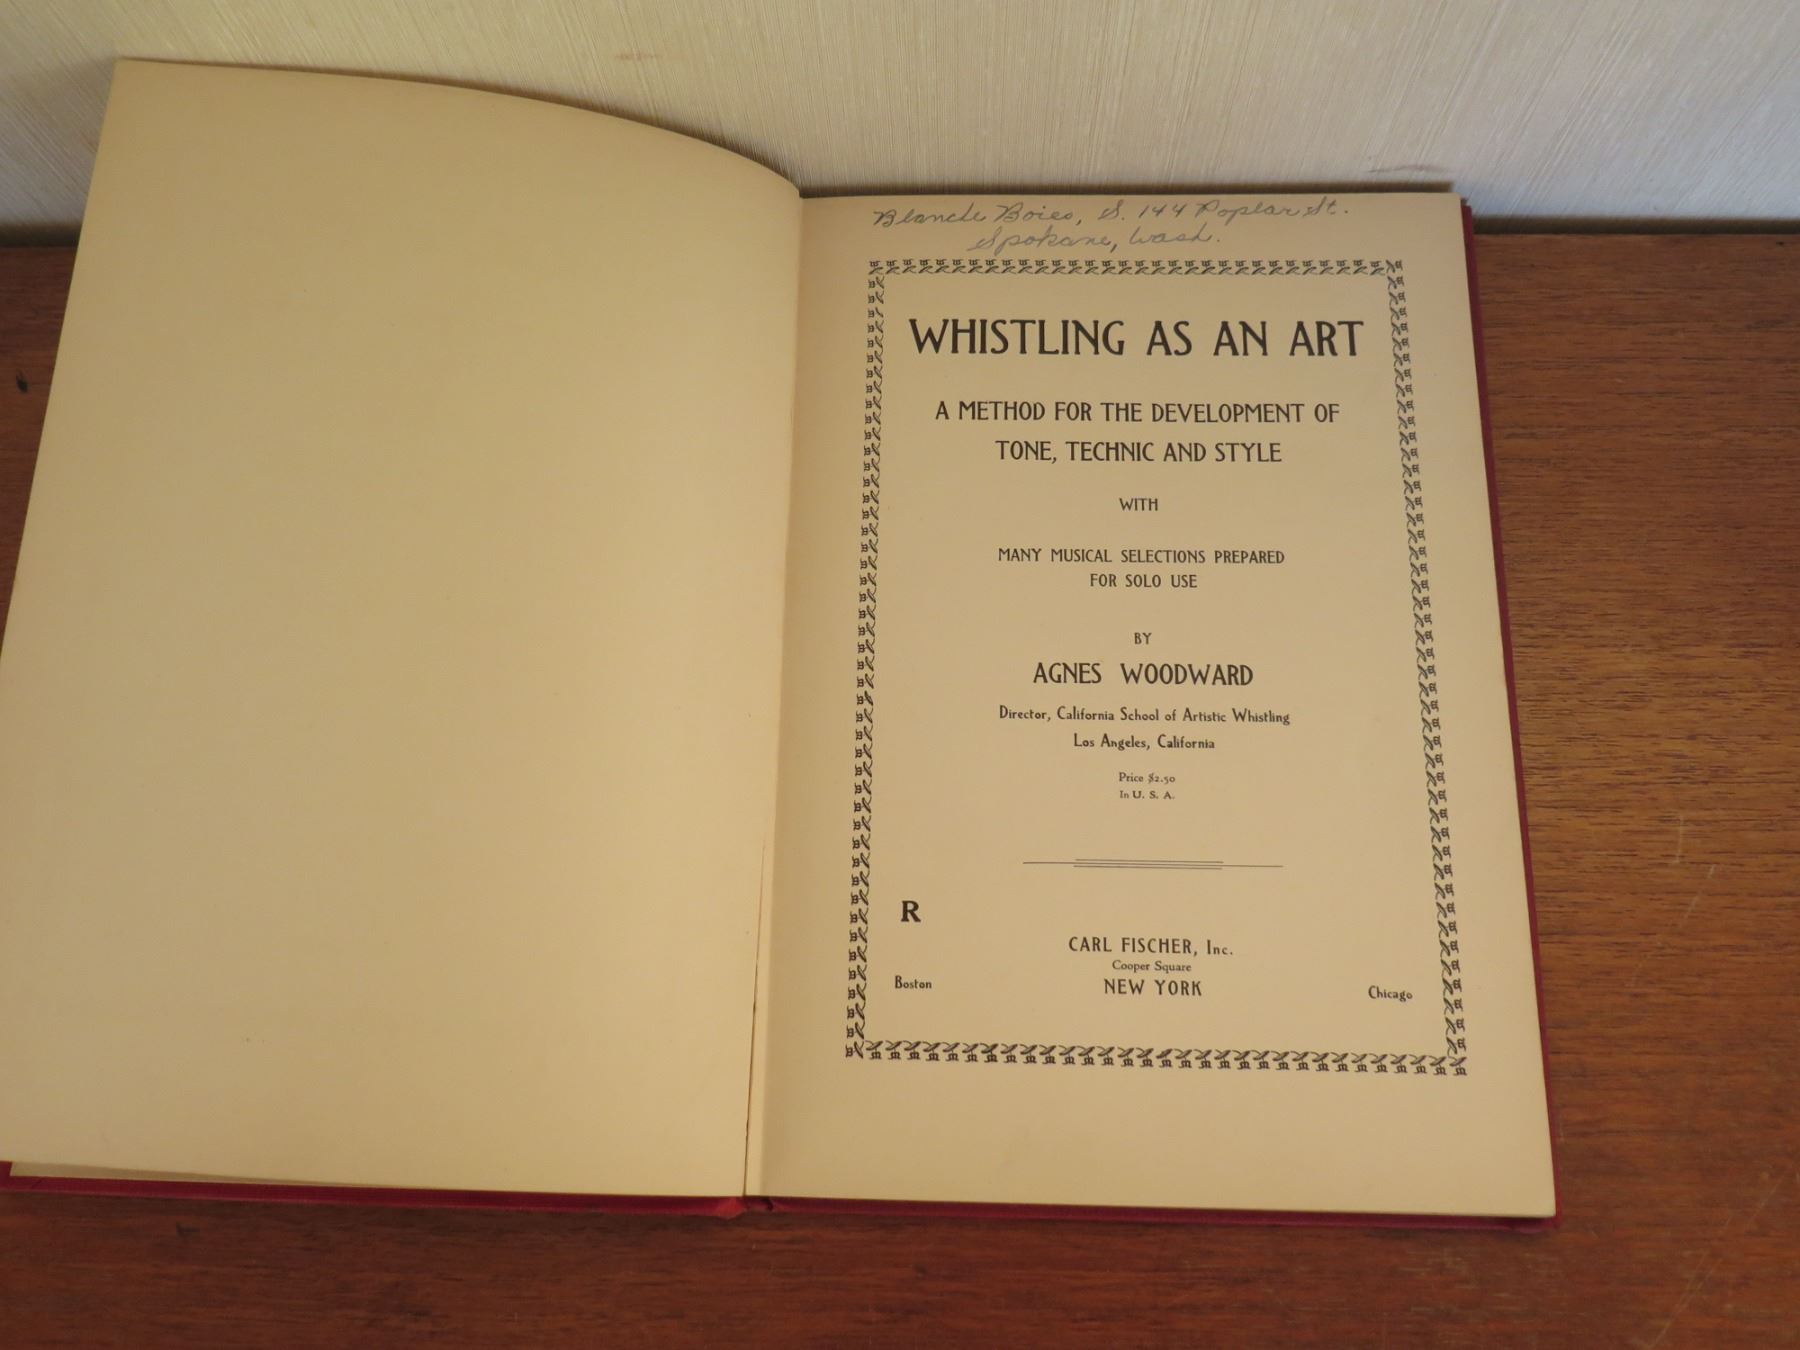 Blanche Boies, S. 144 Poplar St.
Spokane, Wash.
WHISTLING AS AN ART
A METHOD FOR THE DEVELOPMENT OF
TONE, TECHNIC AND STYLE
WITH
MANY MUSICAL SELECTIONS PREPARED
FOR SOLO USE
BY
AGNES WOODWARD
Director, California School of Artistic Whistling
Los Angeles, California
Price $2.50
In U. S. A.
R
CARL FISCHER, Inc.
Cooper Square
Boston NEW YORK Chicago